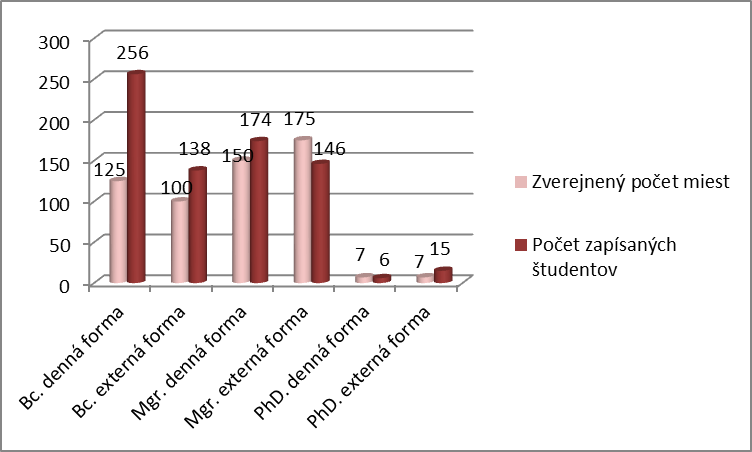 300
250
200
150
100
50
0
256
125
138
100
174
150
175
146
7
6
7
15
Bc. denná forma
Bc. externá forma
Mgr. denná forma
Mgr. externá forma
PhD. denná forma
PhD. externá forma
Zverejnený počet miest
Počet zapísaných
študentov